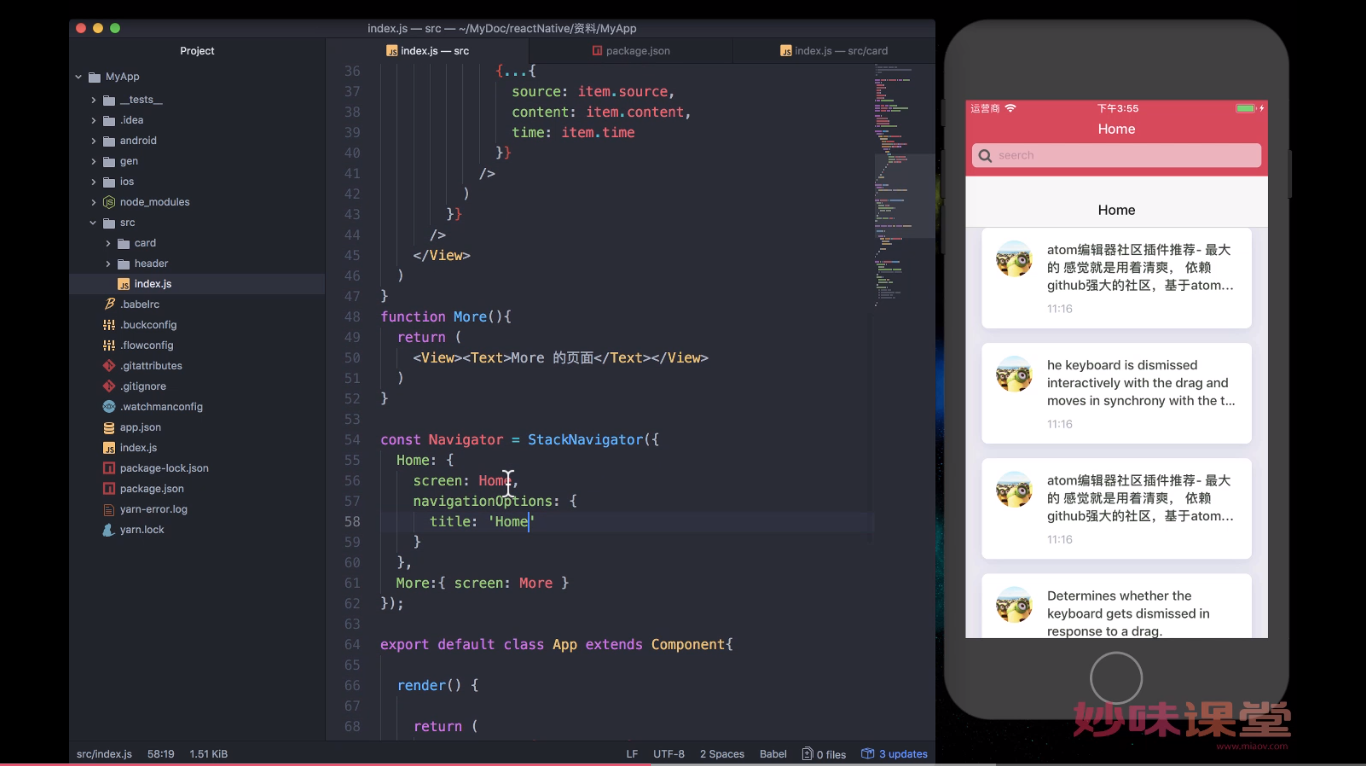 index.js — src — ~/MyDoc/reactNative/资料/MyApp
Project
index.js — src
package.json
index.js — src/card
MyApp
__tests__
.idea
android
gen
ios
node_modules
src
card
header
index.js
.babelrc
.buckconfig
.flowconfig
.gitattributes
.gitignore
.watchmanconfig
app.json
index.js
package-lock.json
package.json
yarn-error.log
yarn.lock
36 {...{
37 source: item.source,
38 content: item.content,
39 time: item.time
40 }}
41 />
42 )
43 }}
44 />
45 </View>
46 )
47 }
48 function More(){
49 return (
50 <View><Text>More 的页面</Text></View>
51 )
52 }
53
54 const Navigator = StackNavigator({
55 Home: {
56 screen: Home,
57 navigationOptions: {
58 title: 'Home'
59 }
60 },
61 More:{ screen: More }
62 });
63
64 export default class App extends Component{
65
66 render() {
67
68 return (
src/index.js 58:19 1.51 KiB
LF UTF-8 2 Spaces Babel 0 files 3 updates
运营商 下午3:55
Home
seerch
Home
atom编辑器社区插件推荐- 最大
的 感觉就是用着清爽， 依赖
github强大的社区，基于atom...
11:16
he keyboard is dismissed
interactively with the drag and
moves in synchrony with the t...
11:16
atom编辑器社区插件推荐- 最大
的 感觉就是用着清爽， 依赖
github强大的社区，基于atom...
11:16
Determines whether the
keyboard gets dismissed in
response to a drag.
妙味课堂
www.miaov.com